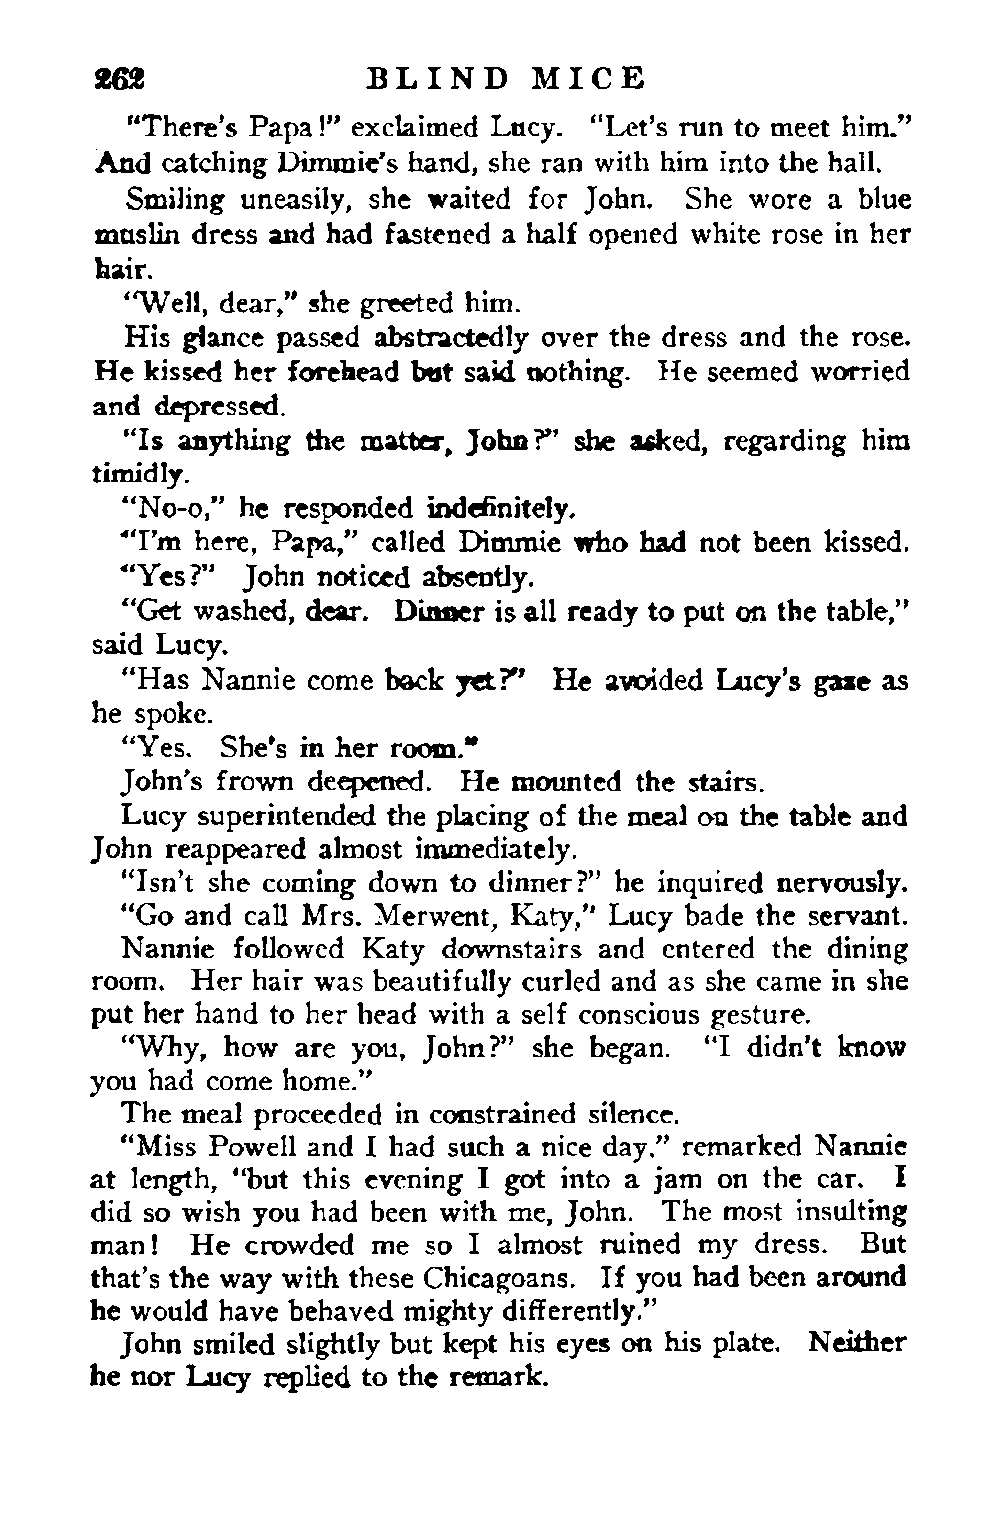 262 BLIND MICE
"There's Papa!" exclaimed Lucy. "Let's run to meet him."
And catching Dimmie's hand, she ran with him into the hall.
Smiling uneasily, she waited for John. She wore a blue
muslin dress and had fastened a half opened white rose in her
hair.
"Well, dear," she greeted him.
His glance passed abstractedly over the dress and the rose.
He kissed her forehead but said nothing. He seemed worried
and depressed.
"Is anything the matter, John?" she asked, regarding him
timidly.
"No-o," he responded indefinitely.
"I'm here, Papa," called Dimmie who had not been kissed.
"Yes?" John noticed absently.
"Get washed, dear. Dinner is all ready to put on the table,"
said Lucy.
"Has Nannie come back yet?" He avoided Lucy's gaze as
he spoke.
"Yes. She's in her room."
John's frown deepened. He mounted the stairs.
Lucy superintended the placing of the meal on the table and
John reappeared almost immediately.
"Isn't she coming down to dinner?" he inquired nervously.
"Go and call Mrs. Merwent, Katy," Lucy bade the servant.
Nannie followed Katy downstairs and entered the dining
room. Her hair was beautifully curled and as she came in she
put her hand to her head with a self conscious gesture.
"Why, how are you, John?" she began. "I didn't know
you had come home."
The meal proceeded in constrained silence.
"Miss Powell and I had such a nice day," remarked Nannie
at length, "but this evening I got into a jam on the car. I
did so wish you had been with me, John. The most insulting
man! He crowded me so I almost ruined my dress. But
that's the way with these Chicagoans. If you had been around
he would have behaved mighty differently."
John smiled slightly but kept his eyes on his plate. Neither
he nor Lucy replied to the remark.